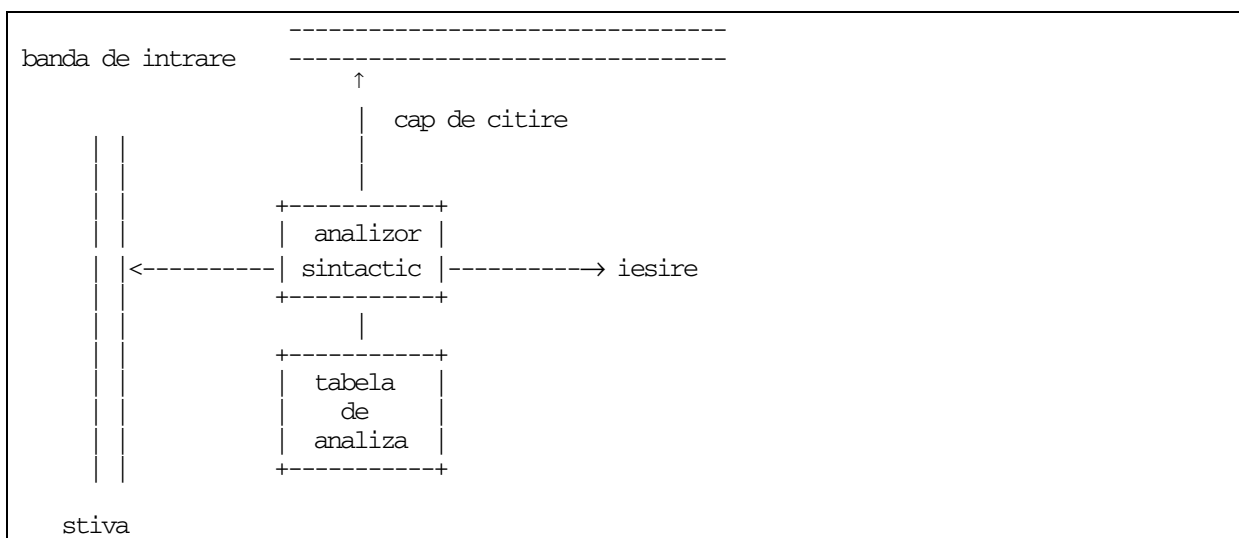 banda de intrare
cap de citire
analizor
sintactic
iesire
tabela
de
analiza
stiva